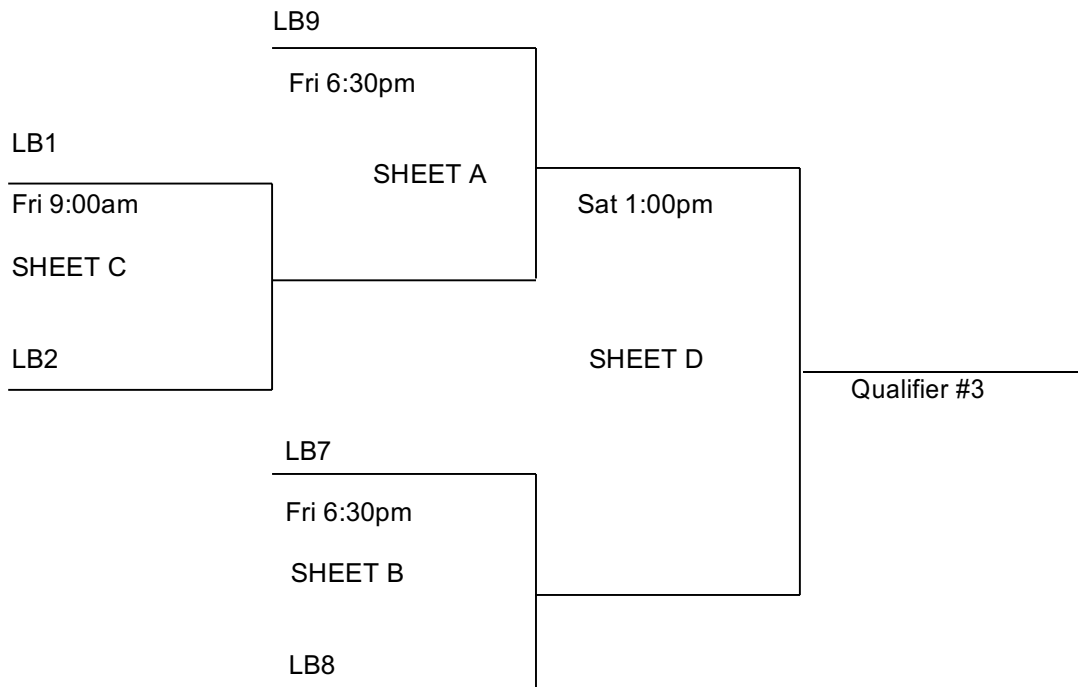 LB9
Fri 6:30pm
LB1
SHEET A
Fri 9:00am
Sat 1:00pm
SHEET C
LB2
SHEET D
Qualifier #3
LB7
Fri 6:30pm
SHEET B
LB8